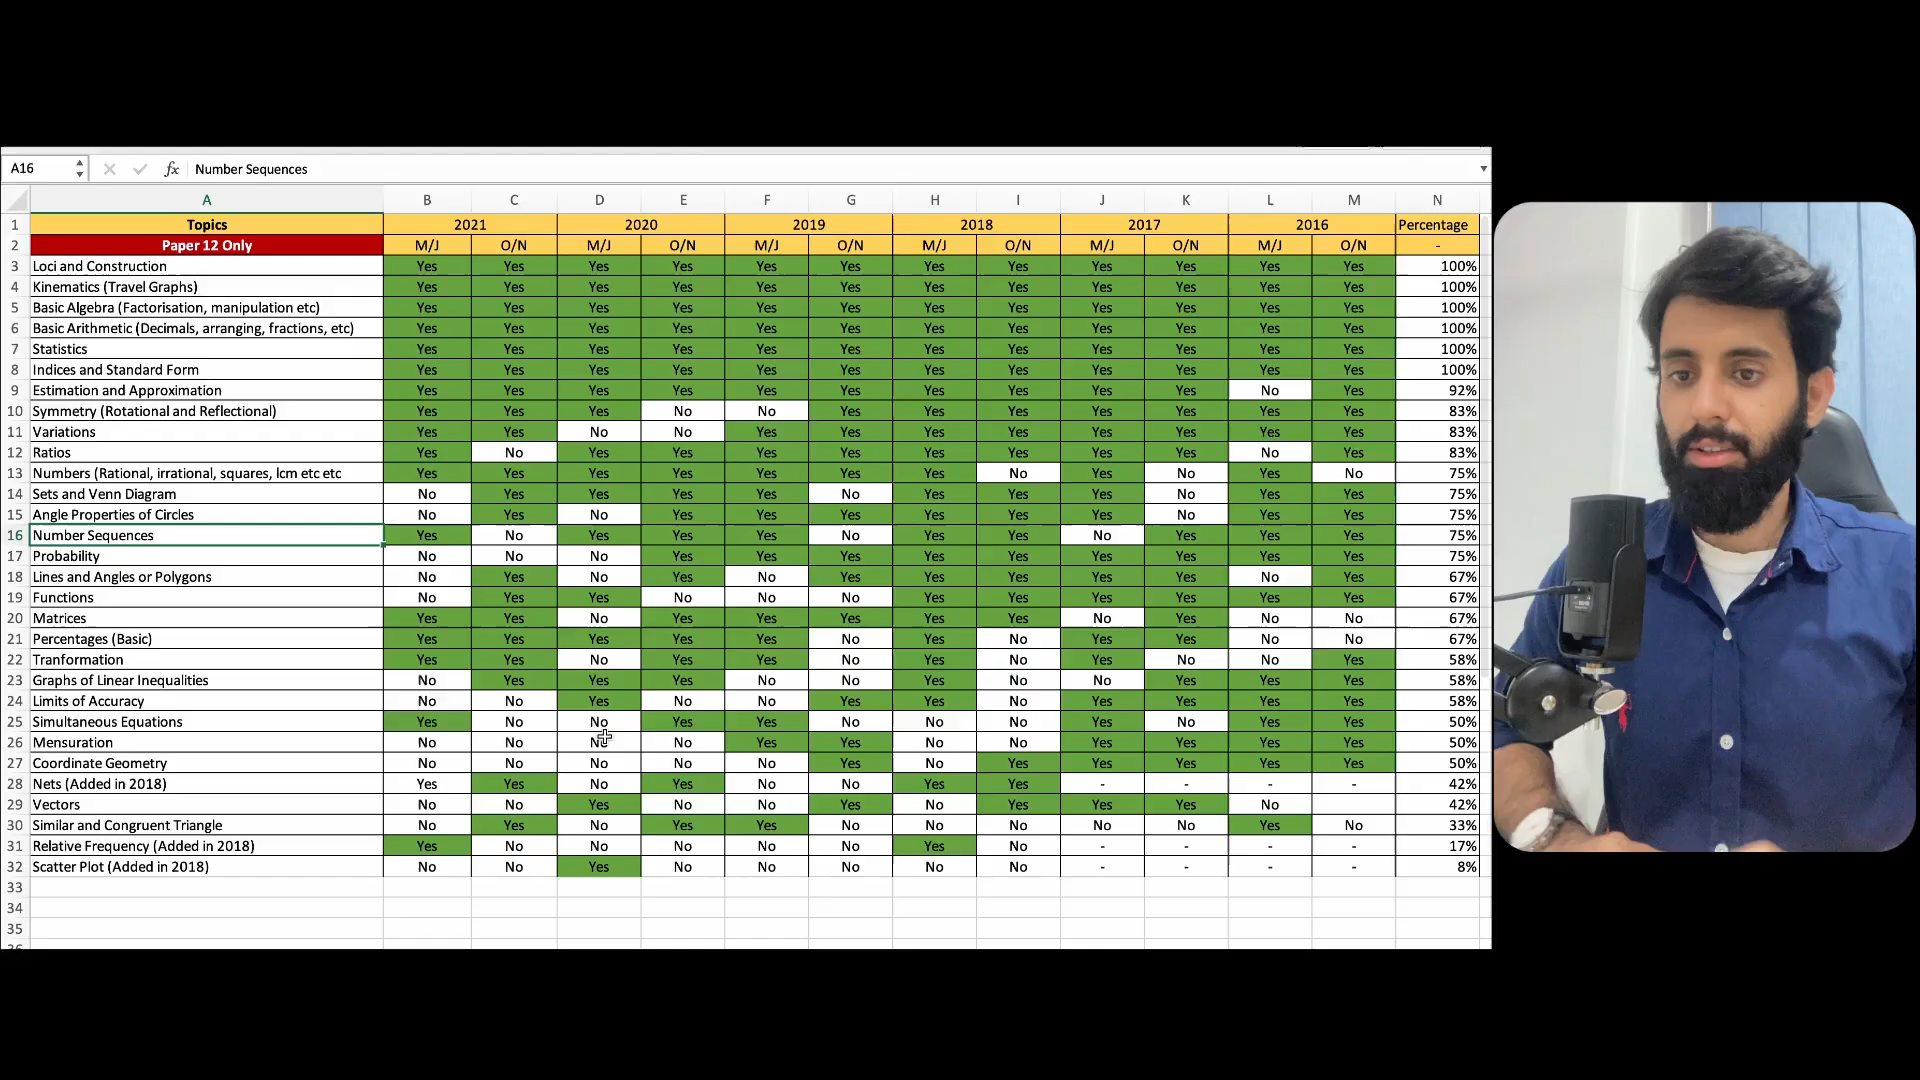 A16 fx Number Sequences
A B C D E F G H I J K L M N
1 Topics 2021 2020 2019 2018 2017 2016 Percentage
2 Paper 12 Only M/J O/N M/J O/N M/J O/N M/J O/N M/J O/N M/J O/N -
3 Loci and Construction Yes Yes Yes Yes Yes Yes Yes Yes Yes Yes Yes Yes 100%
4 Kinematics (Travel Graphs) Yes Yes Yes Yes Yes Yes Yes Yes Yes Yes Yes Yes 100%
5 Basic Algebra (Factorisation, manipulation etc) Yes Yes Yes Yes Yes Yes Yes Yes Yes Yes Yes Yes 100%
6 Basic Arithmetic (Decimals, arranging, fractions, etc) Yes Yes Yes Yes Yes Yes Yes Yes Yes Yes Yes Yes 100%
7 Statistics Yes Yes Yes Yes Yes Yes Yes Yes Yes Yes Yes Yes 100%
8 Indices and Standard Form Yes Yes Yes Yes Yes Yes Yes Yes Yes Yes Yes Yes 100%
9 Estimation and Approximation Yes Yes Yes Yes Yes Yes Yes Yes Yes Yes No Yes 92%
10 Symmetry (Rotational and Reflectional) Yes Yes Yes No No Yes Yes Yes Yes Yes Yes Yes 83%
11 Variations Yes Yes No No Yes Yes Yes Yes Yes Yes Yes Yes 83%
12 Ratios Yes No Yes Yes Yes Yes Yes Yes Yes Yes No Yes 83%
13 Numbers (Rational, irrational, squares, lcm etc etc Yes Yes Yes Yes Yes Yes Yes No Yes No Yes No 75%
14 Sets and Venn Diagram No Yes Yes Yes Yes No Yes Yes Yes No Yes Yes 75%
15 Angle Properties of Circles No Yes No Yes Yes Yes Yes Yes Yes No Yes Yes 75%
16 Number Sequences Yes No Yes Yes Yes No Yes Yes No Yes Yes Yes 75%
17 Probability No No No Yes Yes Yes Yes Yes Yes Yes Yes Yes 75%
18 Lines and Angles or Polygons No Yes No Yes No Yes Yes Yes Yes Yes No Yes 67%
19 Functions No Yes Yes No No No Yes Yes Yes Yes Yes Yes 67%
20 Matrices Yes Yes No Yes Yes Yes Yes Yes No Yes No No 67%
21 Percentages (Basic) Yes Yes Yes Yes Yes No Yes No Yes Yes No No 67%
22 Tranformation Yes Yes No Yes Yes No Yes No Yes No No Yes 58%
23 Graphs of Linear Inequalities No Yes Yes Yes No No Yes No No Yes Yes Yes 58%
24 Limits of Accuracy No No Yes No No Yes Yes No Yes Yes Yes Yes 58%
25 Simultaneous Equations Yes No No Yes Yes No No No Yes No Yes Yes 50%
26 Mensuration No No No No Yes Yes No No Yes Yes Yes Yes 50%
27 Coordinate Geometry No No No No No Yes No Yes Yes Yes Yes Yes 50%
28 Nets (Added in 2018) Yes Yes No Yes No No Yes Yes - - - - 42%
29 Vectors No No Yes No No Yes No Yes Yes Yes No 42%
30 Similar and Congruent Triangle No Yes No Yes Yes No No No No No Yes No 33%
31 Relative Frequency (Added in 2018) Yes No No No No No Yes No - - - - 17%
32 Scatter Plot (Added in 2018) No No Yes No No No No No - - - - 8%
33
34
35